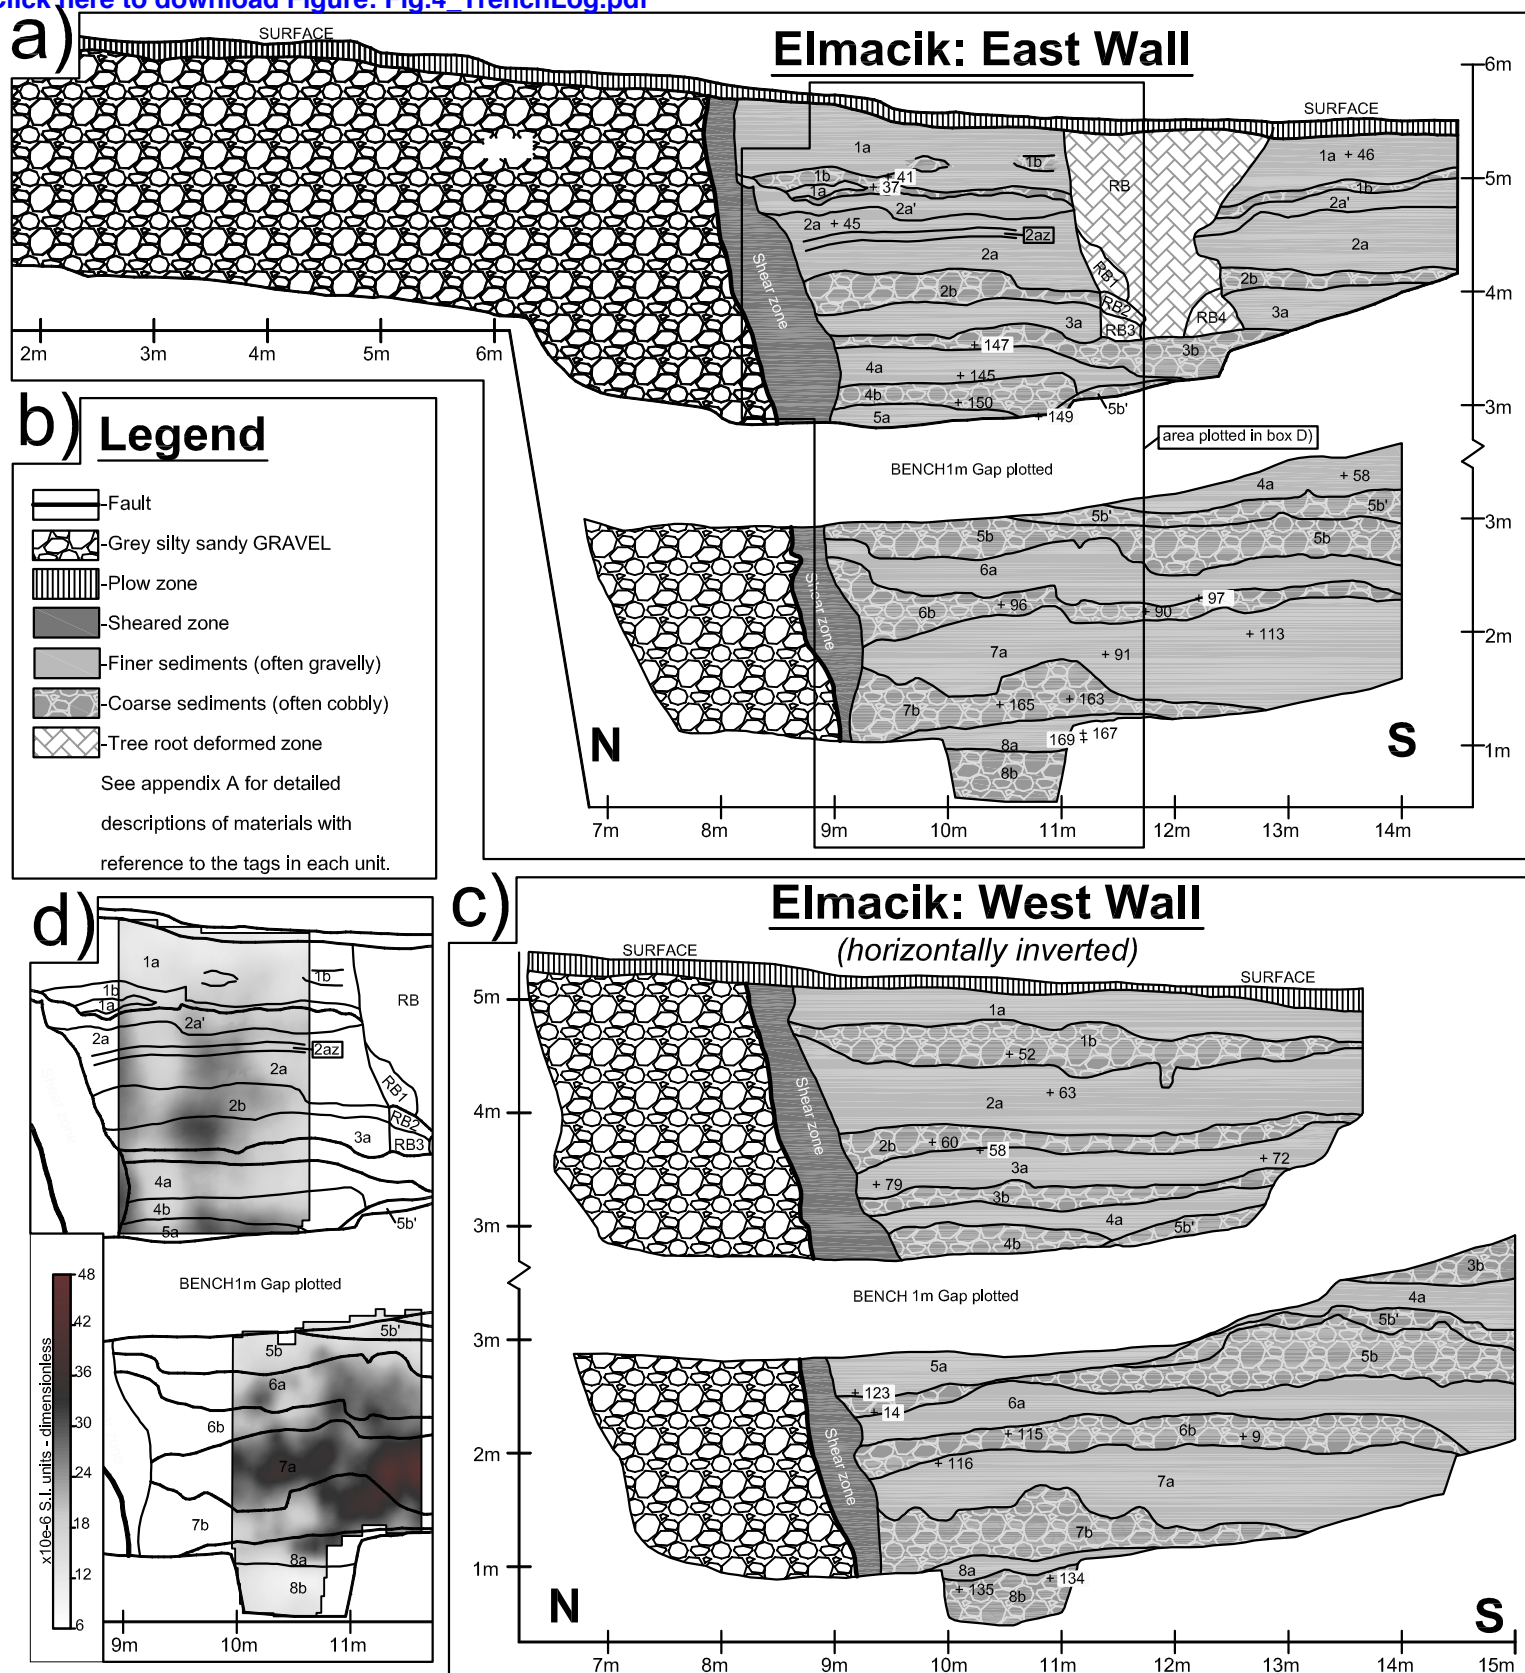 Click here to download Figure: Fig.4_TrenchLog.pdf
a)
Elmacik: East Wall
SURFACE
SURFACE
6m
5m
4m
3m
3m
2m
1m
1a
1b
1a
1b
+ 41
+ 37
2a'
2a + 45
2az
2a
2b
3a
+ 147
4a
+ 145
4b
+ 150
5a
+ 149
5b'
RB
RB1
RB2
RB3
RB4
1a + 46
1b
2a'
2a
2b
3a
3b
Shear zone
2m 3m 4m 5m 6m
area plotted in box D)
BENCH1m Gap plotted
4a
+ 58
5b'
5b'
5b
5b
6a
6b
+ 96
+ 90
+ 97
+ 113
7a
+ 91
7b
+ 165
+ 163
169 ‡ 167
8a
8b
Shear zone
N
S
7m 8m 9m 10m 11m 12m 13m 14m
b) Legend
-Fault
-Grey silty sandy GRAVEL
-Plow zone
-Sheared zone
-Finer sediments (often gravelly)
-Coarse sediments (often cobbly)
-Tree root deformed zone
See appendix A for detailed
descriptions of materials with
reference to the tags in each unit.
c)
Elmacik: West Wall
(horizontally inverted)
SURFACE
SURFACE
5m
4m
3m
3m
2m
1m
1a
1b
+ 52
+ 63
2a
2b
+ 60
+ 58
3a
+ 72
+ 79
3b
4a
5b'
4b
Shear zone
BENCH 1m Gap plotted
3b
4a
5b'
5b
5a
+ 123
+ 14
6a
+ 115
6b
+ 9
+ 116
7a
7b
8a
+ 135
+ 134
8b
Shear zone
N
S
7m 8m 9m 10m 11m 12m 13m 14m 15m
d)
1a
1b
1b
1a
2a'
2a
2az
2a
2b
3a
4a
4b
5a
5b'
RB
RB1
RB2
RB3
BENCH1m Gap plotted
5b'
5b
6a
6b
7a
7b
8a
8b
x10e-6 S.I. units - dimensionless
48
42
36
30
24
18
12
6
9m 10m 11m